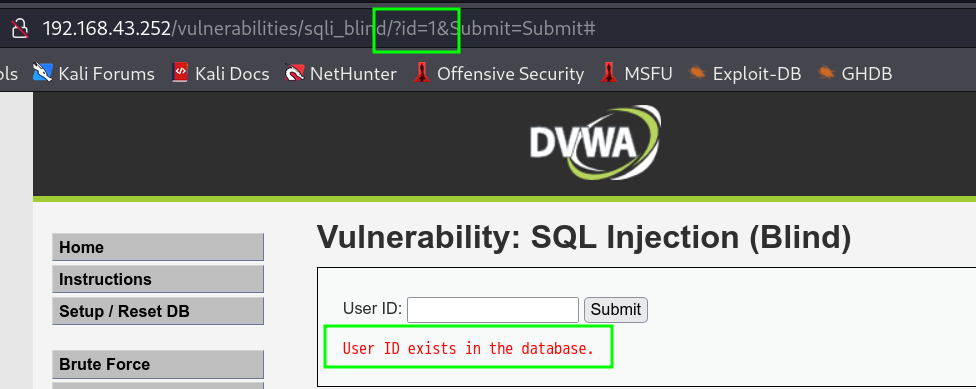 192.168.43.252/vulnerabilities/sqli_blind/?id=1&Submit=Submit#
ols Kali Forums Kali Docs NetHunter Offensive Security MSFU Exploit-DB GHDB
DVWA
Vulnerability: SQL Injection (Blind)
Home
Instructions
Setup / Reset DB
Brute Force
User ID: Submit
User ID exists in the database.